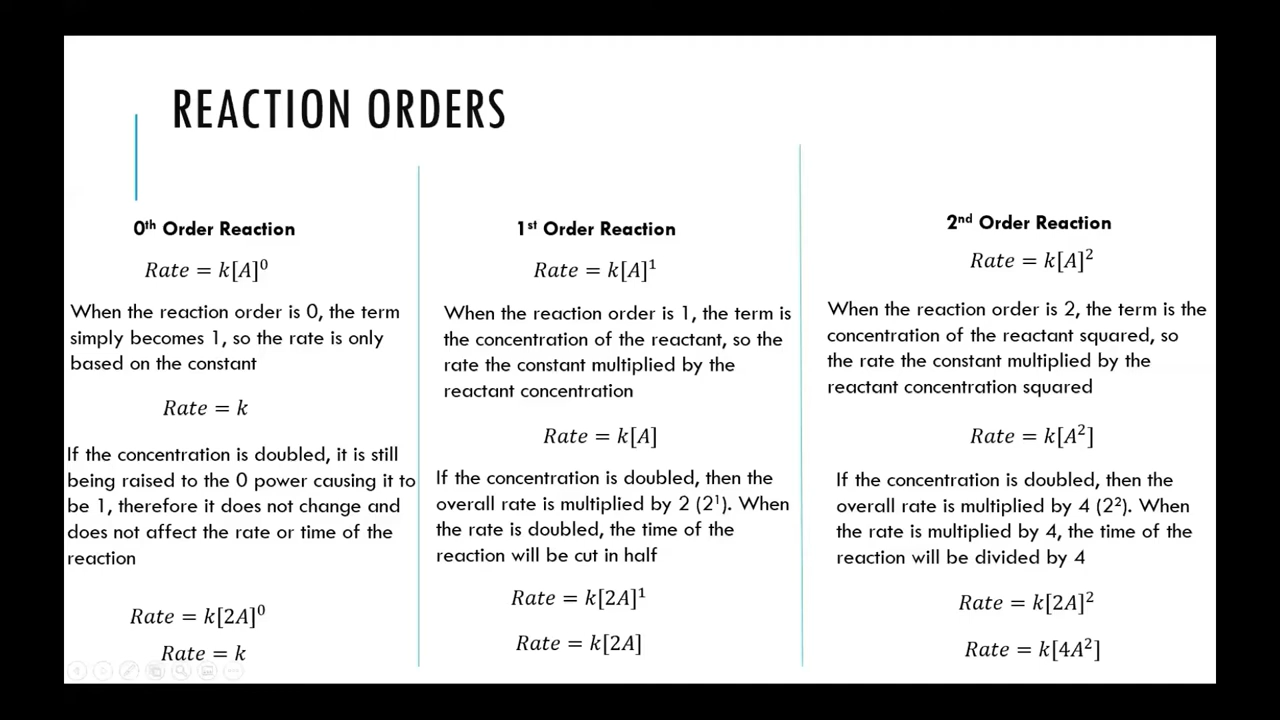 REACTION ORDERS
0th Order Reaction
Rate = k[A]⁰
When the reaction order is 0, the term
simply becomes 1, so the rate is only
based on the constant
Rate = k
If the concentration is doubled, it is still
being raised to the 0 power causing it to
be 1, therefore it does not change and
does not affect the rate or time of the
reaction
Rate = k[2A]⁰
Rate = k
1st Order Reaction
Rate = k[A]¹
When the reaction order is 1, the term is
the concentration of the reactant, so the
rate the constant multiplied by the
reactant concentration
Rate = k[A]
If the concentration is doubled, then the
overall rate is multiplied by 2 (2¹). When
the rate is doubled, the time of the
reaction will be cut in half
Rate = k[2A]¹
Rate = k[2A]
2nd Order Reaction
Rate = k[A]²
When the reaction order is 2, the term is the
concentration of the reactant squared, so
the rate the constant multiplied by the
reactant concentration squared
Rate = k[A²]
If the concentration is doubled, then the
overall rate is multiplied by 4 (2²). When
the rate is multiplied by 4, the time of the
reaction will be divided by 4
Rate = k[2A]²
Rate = k[4A²]